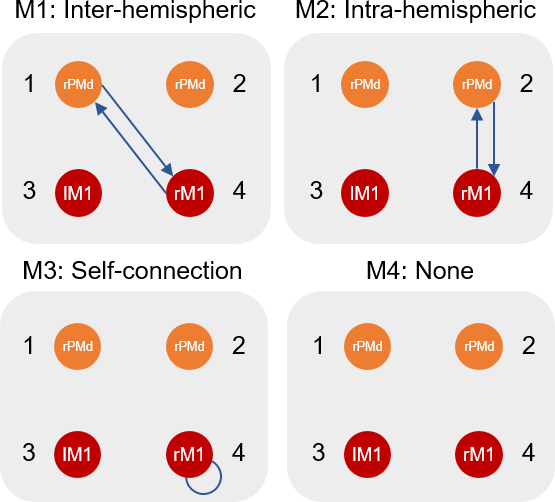 M1: Inter-hemispheric
M2: Intra-hemispheric
1 rPMd rPMd 2
1 rPMd rPMd 2
3 lM1 rM1 4
3 lM1 rM1 4
M3: Self-connection
M4: None
1 rPMd rPMd 2
1 rPMd rPMd 2
3 lM1 rM1 4
3 lM1 rM1 4